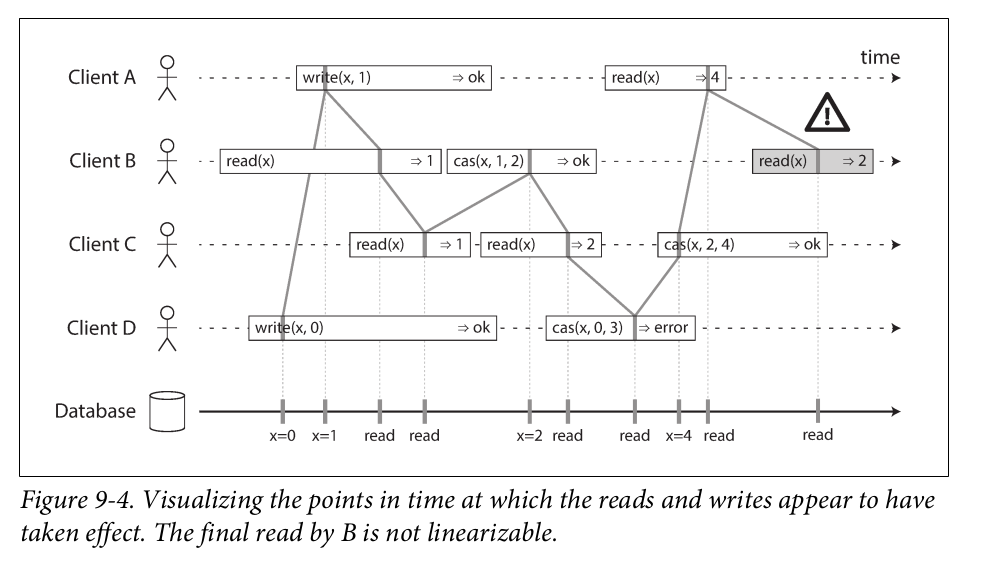 time
Client A
write(x, 1) ⇒ ok
read(x) ⇒ 4
Client B
read(x) ⇒ 1
cas(x, 1, 2) ⇒ ok
read(x) ⇒ 2
Client C
read(x) ⇒ 1
read(x) ⇒ 2
cas(x, 2, 4) ⇒ ok
Client D
write(x, 0) ⇒ ok
cas(x, 0, 3) ⇒ error
Database
x=0 x=1 read read x=2 read read x=4 read read
Figure 9-4. Visualizing the points in time at which the reads and writes appear to have
taken effect. The final read by B is not linearizable.